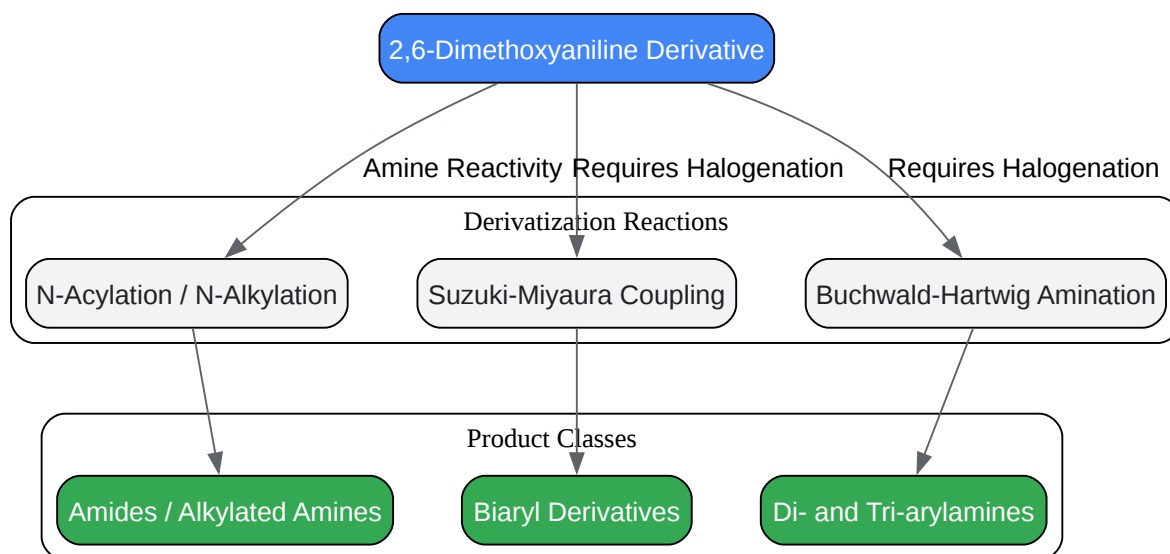 2,6-Dimethoxyaniline Derivative
Amine Reactivity
Requires Halogenation
Requires Halogenation
Derivatization Reactions
N-Acylation / N-Alkylation
Suzuki-Miyaura Coupling
Buchwald-Hartwig Amination
Product Classes
Amides / Alkylated Amines
Biaryl Derivatives
Di- and Tri-arylamines